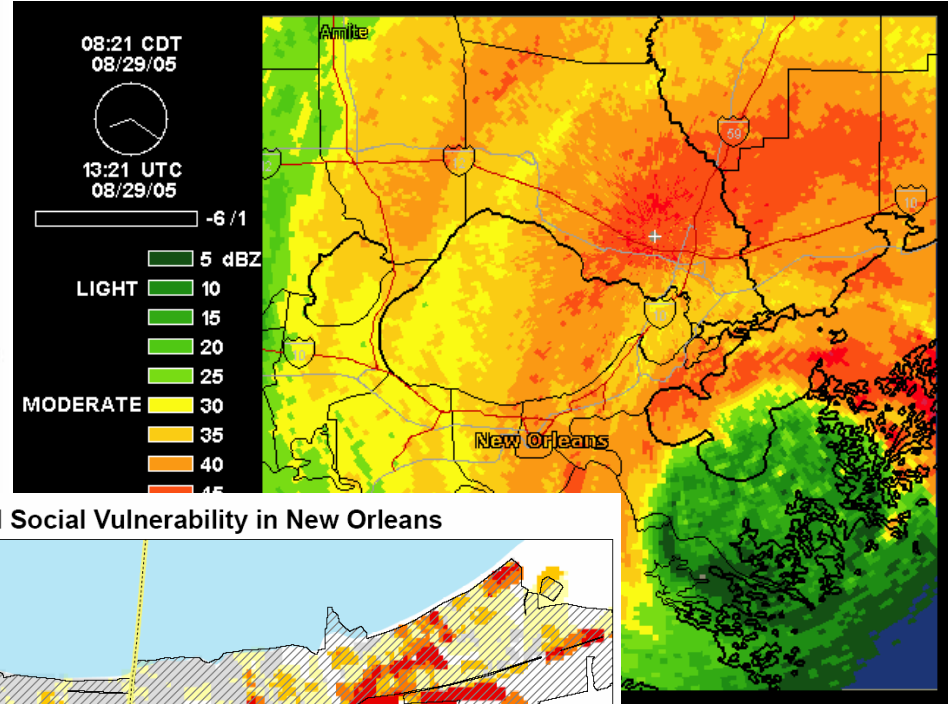 08:21 CDT
08/29/05
13:21 UTC
08/29/05
-6 /1
5 dBZ
LIGHT 10
15
20
25
MODERATE 30
35
40
45
Amite
59
10
10
10
New Orleans
Social Vulnerability in New Orleans